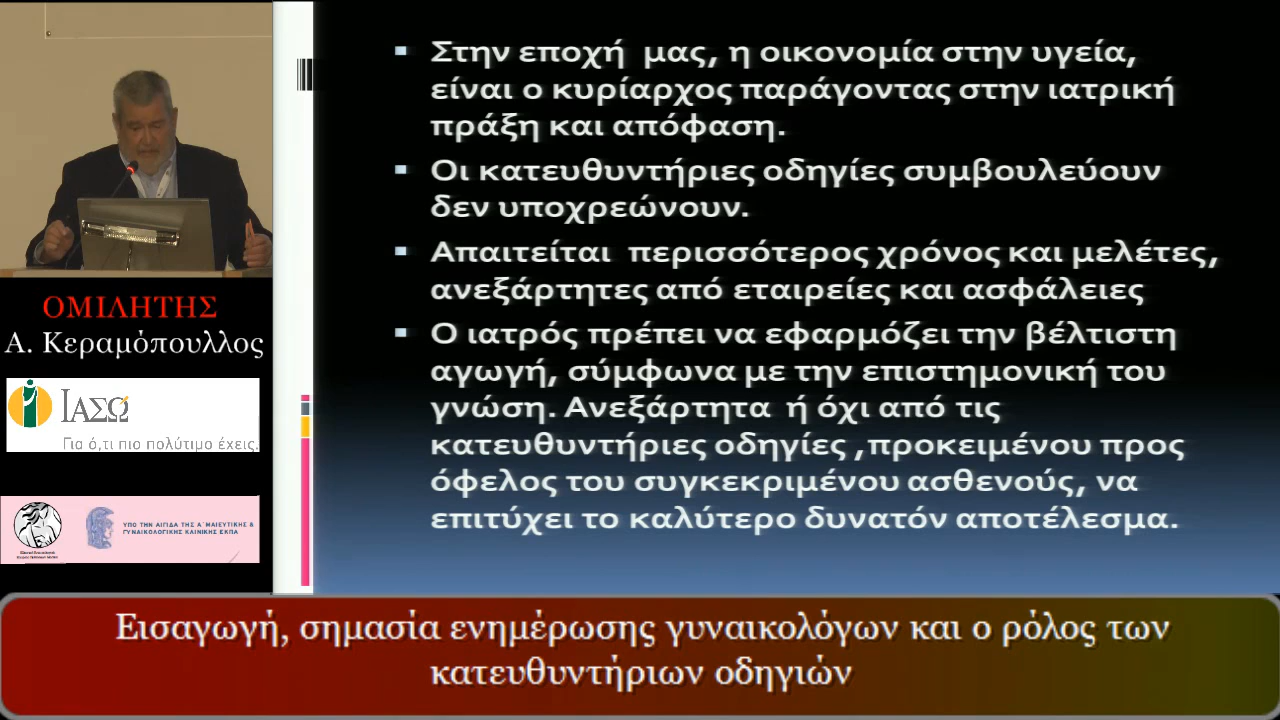 Στην εποχή μας, η οικονομία στην υγεία,
είναι ο κυρίαρχος παράγοντας στην ιατρική
πράξη και απόφαση.
Οι κατευθυντήριες οδηγίες συμβουλεύουν
δεν υποχρεώνουν.
Απαιτείται περισσότερος χρόνος και μελέτες,
ανεξάρτητες από εταιρείες και ασφάλειες
Ο ιατρός πρέπει να εφαρμόζει την βέλτιστη
αγωγή, σύμφωνα με την επιστημονική του
γνώση. Ανεξάρτητα ή όχι από τις
κατευθυντήριες οδηγίες ,προκειμένου προς
όφελος του συγκεκριμένου ασθενούς, να
επιτύχει το καλύτερο δυνατόν αποτέλεσμα.
ΟΜΙΛΗΤΗΣ
Α. Κεραμόπουλλος
ΙΑΣΩ
Για ό,τι πιο πολύτιμο έχεις.
ΥΠΟ ΤΗΝ ΑΙΓΙΔΑ ΤΗΣ Α΄ ΜΑΙΕΥΤΙΚΗΣ &
ΓΥΝΑΙΚΟΛΟΓΙΚΗΣ ΚΛΙΝΙΚΗΣ ΕΚΠΑ
Εισαγωγή, σημασία ενημέρωσης γυναικολόγων και ο ρόλος των
κατευθυντήριων οδηγιών